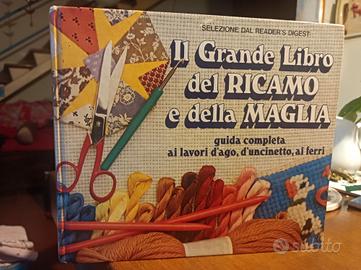 SELEZIONE DAL READER'S DIGEST
Il Grande Libro
del RICAMO
e della MAGLIA
guida completa
ai lavori d'ago, d'uncinetto, ai ferri
subito